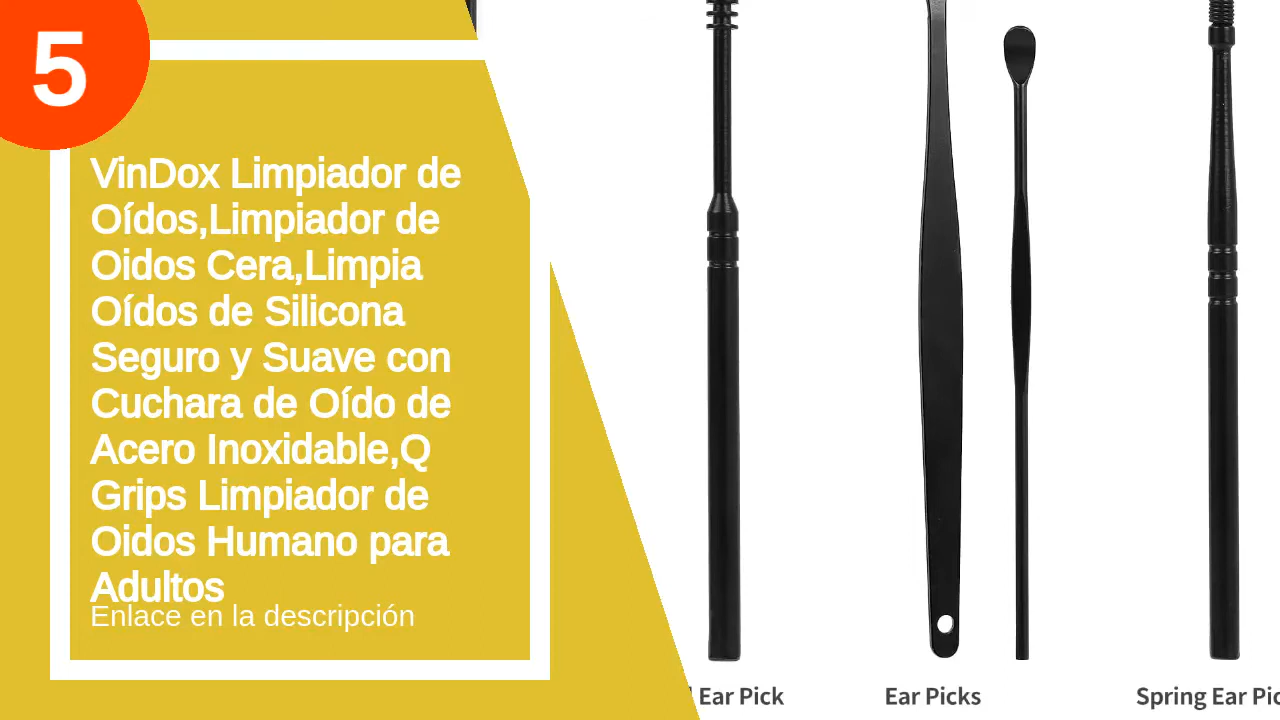 5
VinDox Limpiador de
Oídos,Limpiador de
Oidos Cera,Limpia
Oídos de Silicona
Seguro y Suave con
Cuchara de Oído de
Acero Inoxidable,Q
Grips Limpiador de
Oidos Humano para
Adultos
Enlace en la descripción
Ear Pick
Ear Picks
Spring Ear